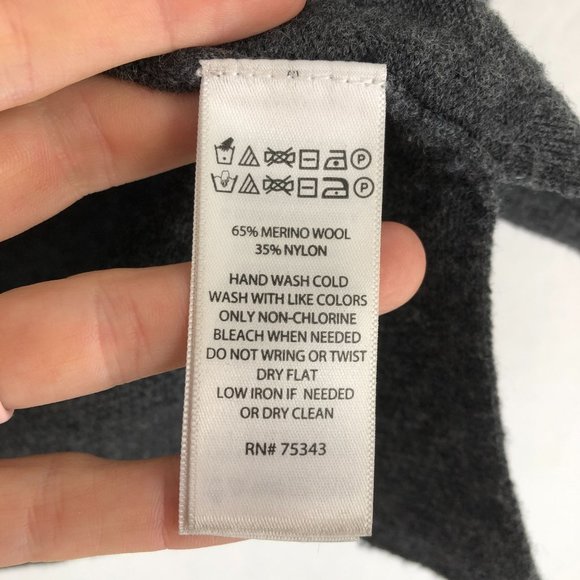 P
P
65% MERINO WOOL
35% NYLON
HAND WASH COLD
WASH WITH LIKE COLORS
ONLY NON-CHLORINE
BLEACH WHEN NEEDED
DO NOT WRING OR TWIST
DRY FLAT
LOW IRON IF NEEDED
OR DRY CLEAN
RN# 75343